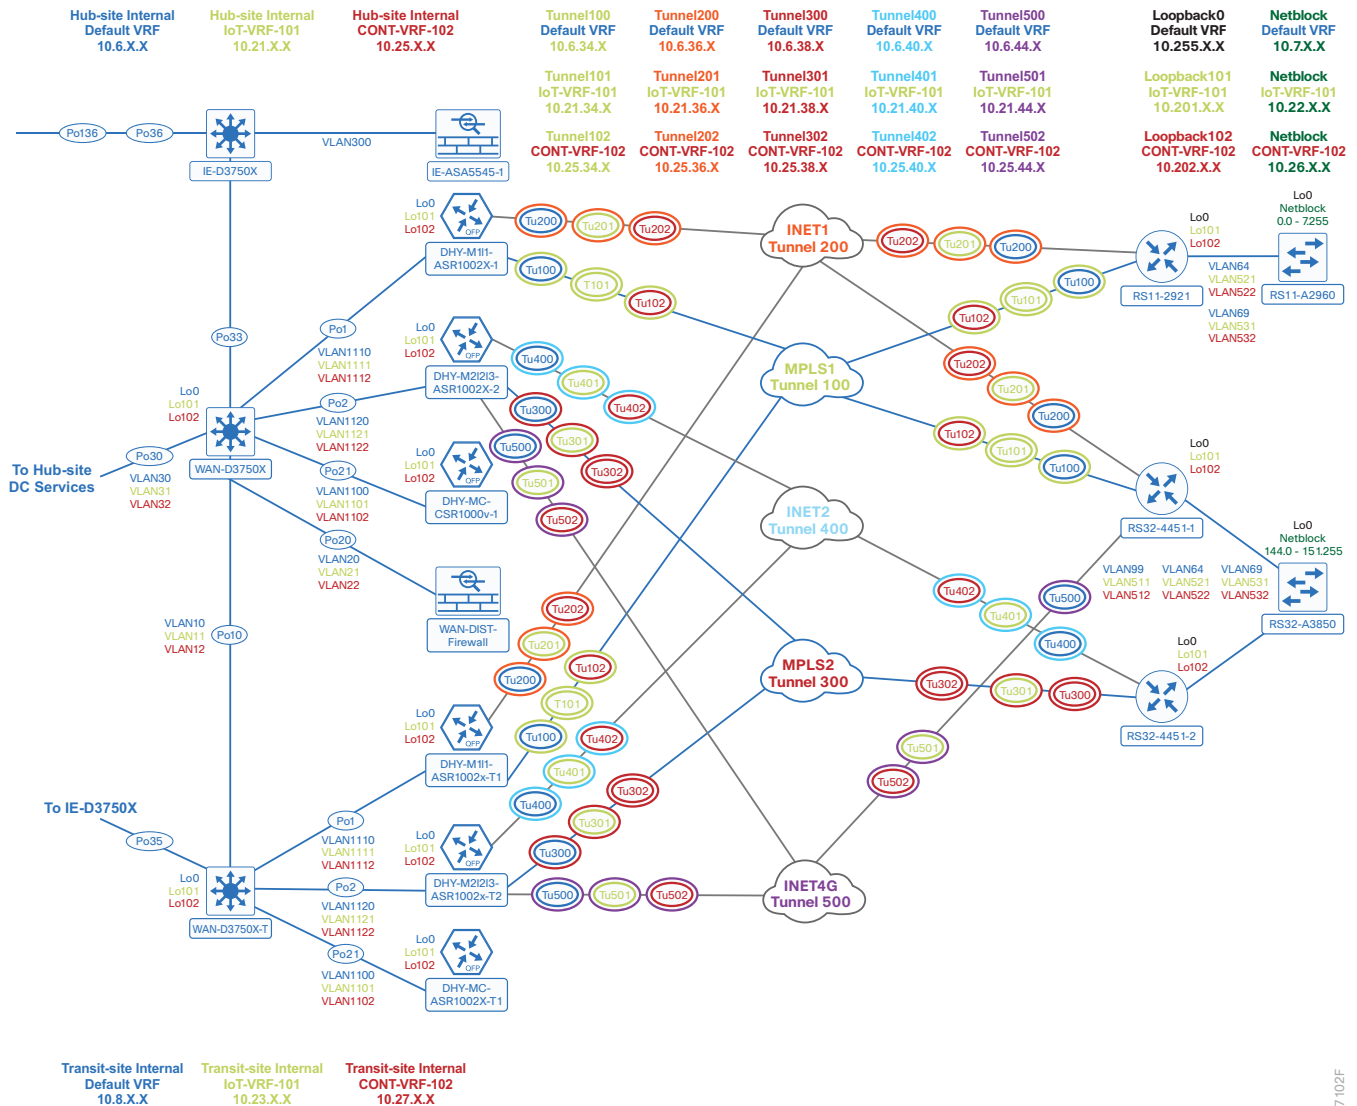 Hub-site Internal
Default VRF
10.6.X.X
Hub-site Internal
IoT-VRF-101
10.21.X.X
Hub-site Internal
CONT-VRF-102
10.25.X.X
Tunnel100
Default VRF
10.6.34.X
Tunnel200
Default VRF
10.6.36.X
Tunnel300
Default VRF
10.6.38.X
Tunnel400
Default VRF
10.6.40.X
Tunnel500
Default VRF
10.6.44.X
Loopback0
Default VRF
10.255.X.X
Netblock
Default VRF
10.7.X.X
Tunnel101
IoT-VRF-101
10.21.34.X
Tunnel201
IoT-VRF-101
10.21.36.X
Tunnel301
IoT-VRF-101
10.21.38.X
Tunnel401
IoT-VRF-101
10.21.40.X
Tunnel501
IoT-VRF-101
10.21.44.X
Loopback101
IoT-VRF-101
10.201.X.X
Netblock
IoT-VRF-101
10.22.X.X
Tunnel102
CONT-VRF-102
10.25.34.X
Tunnel202
CONT-VRF-102
10.25.36.X
Tunnel302
CONT-VRF-102
10.25.38.X
Tunnel402
CONT-VRF-102
10.25.40.X
Tunnel502
CONT-VRF-102
10.25.44.X
Loopback102
CONT-VRF-102
10.202.X.X
Netblock
CONT-VRF-102
10.26.X.X
Po136
Po36
IE-D3750X
VLAN300
IE-ASA5545-1
Lo0
Lo101
Lo102
QFP
DHY-M1I1-
ASR1002X-1
Tu200
Tu201
Tu202
INET1
Tunnel 200
Tu202
Tu201
Tu200
Lo0
Lo101
Lo102
RS11-2921
Lo0
Netblock
0.0 - 7.255
RS11-A2960
VLAN64
VLAN521
VLAN522
VLAN69
VLAN531
VLAN532
Tu100
T101
Tu102
Tu102
Tu101
Tu100
Po33
Po1
VLAN1110
VLAN1111
VLAN1112
Lo0
Lo101
Lo102
QFP
DHY-M2I2I3-
ASR1002X-2
Tu400
Tu401
Tu402
MPLS1
Tunnel 100
Tu202
Tu201
Tu200
Lo0
Lo101
Lo102
WAN-D3750X
Po2
VLAN1120
VLAN1121
VLAN1122
Tu300
Tu301
Tu302
Tu500
Tu501
Tu502
Tu102
Tu101
Tu100
Po30
VLAN30
VLAN31
VLAN32
To Hub-site
DC Services
Po21
VLAN1100
VLAN1101
VLAN1102
Lo0
Lo101
Lo102
QFP
DHY-MC-
CSR1000v-1
Lo0
Lo101
Lo102
RS32-4451-1
INET2
Tunnel 400
Po20
VLAN20
VLAN21
VLAN22
WAN-DIST-
Firewall
Lo0
Netblock
144.0 - 151.255
RS32-A3850
VLAN99
VLAN511
VLAN512
VLAN64
VLAN521
VLAN522
VLAN69
VLAN531
VLAN532
Tu500
Tu402
Tu401
Tu400
VLAN10
VLAN11
VLAN12
Po10
Tu202
Tu201
Tu200
Tu102
T101
Tu100
MPLS2
Tunnel 300
Tu302
Tu301
Tu300
Lo0
Lo101
Lo102
RS32-4451-2
Lo0
Lo101
Lo102
QFP
DHY-M1I1-
ASR1002x-T1
Tu402
Tu401
Tu400
Tu501
Tu502
To IE-D3750X
Po35
Po1
VLAN1110
VLAN1111
VLAN1112
Tu302
Tu301
Tu300
Lo0
Lo101
Lo102
QFP
DHY-M2I2I3-
ASR1002x-T2
Lo0
Lo101
Lo102
WAN-D3750X-T
Po2
VLAN1120
VLAN1121
VLAN1122
Tu500
Tu501
Tu502
INET4G
Tunnel 500
Po21
VLAN1100
VLAN1101
VLAN1102
Lo0
Lo101
Lo102
QFP
DHY-MC-
ASR1002X-T1
Transit-site Internal
Default VRF
10.8.X.X
Transit-site Internal
IoT-VRF-101
10.23.X.X
Transit-site Internal
CONT-VRF-102
10.27.X.X
7102F